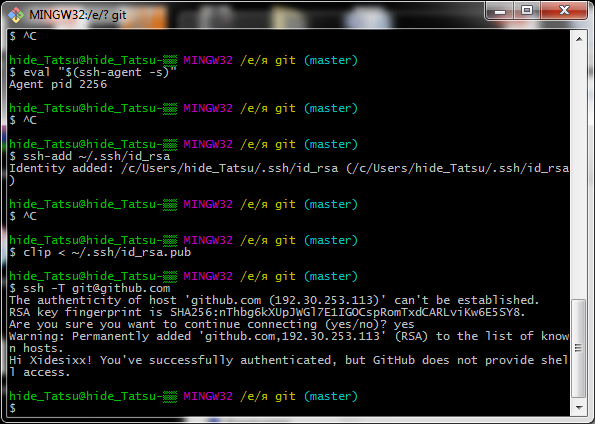 MINGW32:/e/? git
$ ^C
hide_Tatsu@hide_Tatsu-▒▒ MINGW32 /e/я git (master)
$ eval "$(ssh-agent -s)"
Agent pid 2256
hide_Tatsu@hide_Tatsu-▒▒ MINGW32 /e/я git (master)
$ ^C
hide_Tatsu@hide_Tatsu-▒▒ MINGW32 /e/я git (master)
$ ssh-add ~/.ssh/id_rsa
Identity added: /c/Users/hide_Tatsu/.ssh/id_rsa (/c/Users/hide_Tatsu/.ssh/id_rsa
)
hide_Tatsu@hide_Tatsu-▒▒ MINGW32 /e/я git (master)
$ ^C
hide_Tatsu@hide_Tatsu-▒▒ MINGW32 /e/я git (master)
$ clip < ~/.ssh/id_rsa.pub
hide_Tatsu@hide_Tatsu-▒▒ MINGW32 /e/я git (master)
$ ssh -T git@github.com
The authenticity of host 'github.com (192.30.253.113)' can't be established.
RSA key fingerprint is SHA256:nThbg6kXUpJWGl7E1IGOCspRomTxdCARLviKw6E5SY8.
Are you sure you want to continue connecting (yes/no)? yes
Warning: Permanently added 'github.com,192.30.253.113' (RSA) to the list of know
n hosts.
Hi Xidesixx! You've successfully authenticated, but GitHub does not provide shel
l access.
hide_Tatsu@hide_Tatsu-▒▒ MINGW32 /e/я git (master)
$